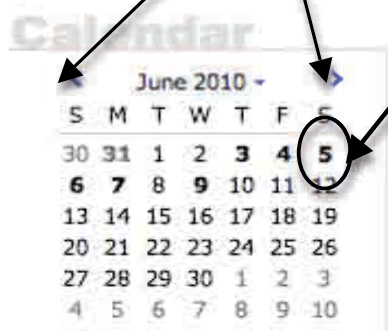 Calendar
June 2010
S M T W T F S
30 31 1 2 3 4 5
6 7 8 9 10 11 12
13 14 15 16 17 18 19
20 21 22 23 24 25 26
27 28 29 30 1 2 3
4 5 6 7 8 9 10